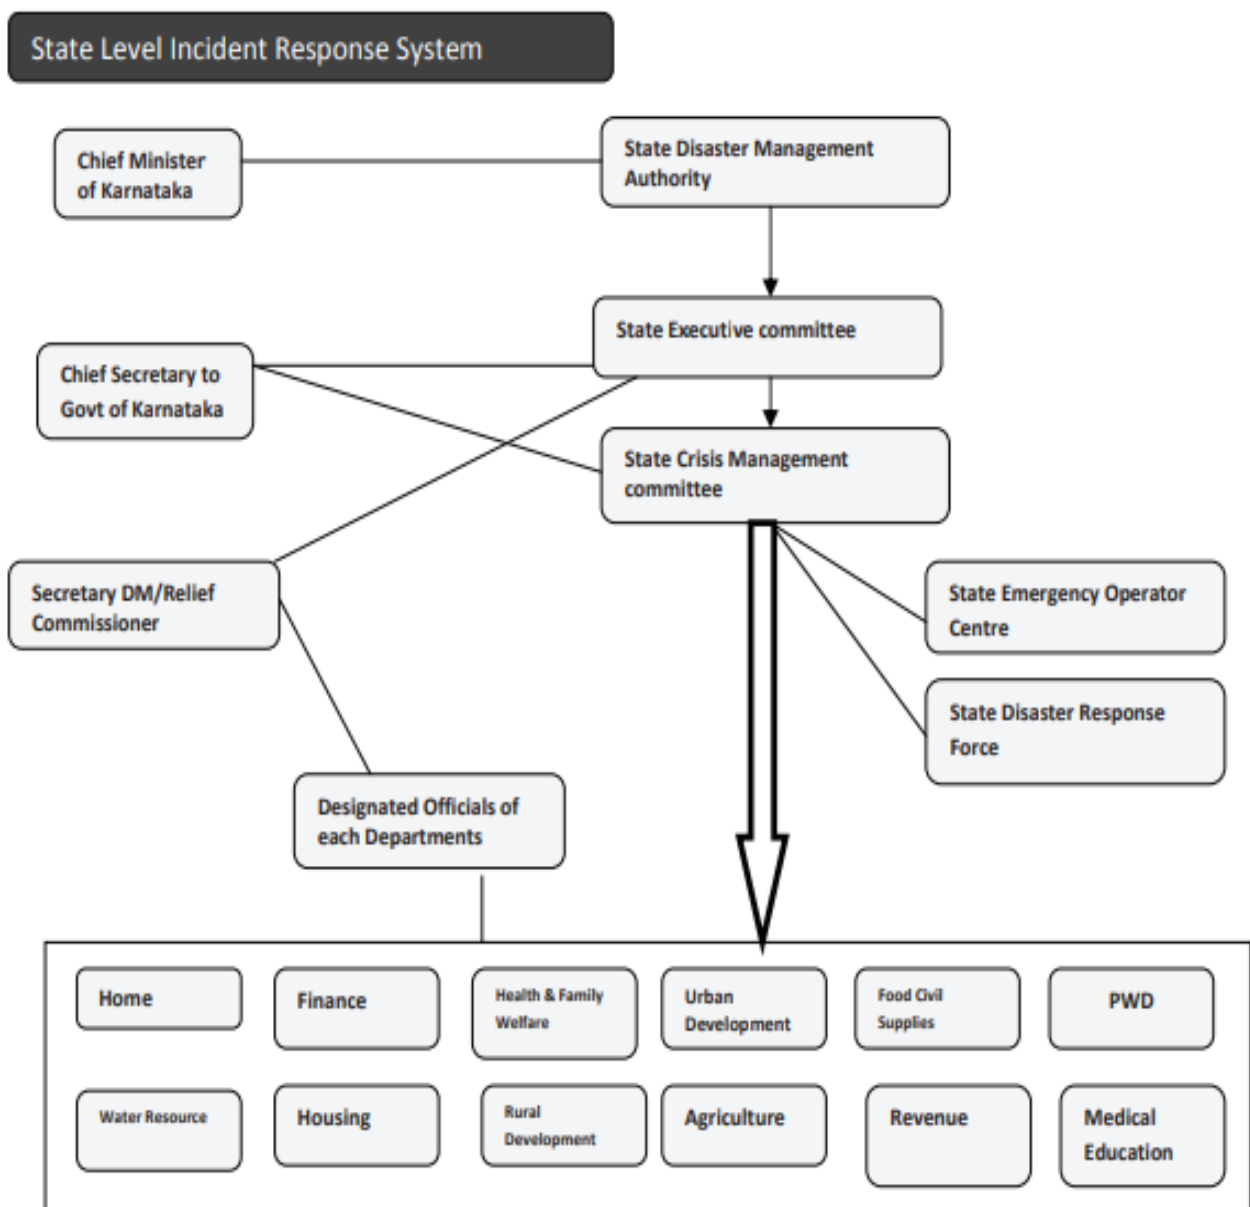 State Level Incident Response System
Chief Minister
of Karnataka
State Disaster Management
Authority
State Executive committee
Chief Secretary to
Govt of Karnataka
State Crisis Management
committee
Secretary DM/Relief
Commissioner
State Emergency Operator
Centre
State Disaster Response
Force
Designated Officials of
each Departments
Home
Finance
Health & Family
Welfare
Urban
Development
Food Civil
Supplies
PWD
Water Resource
Housing
Rural
Development
Agriculture
Revenue
Medical
Education